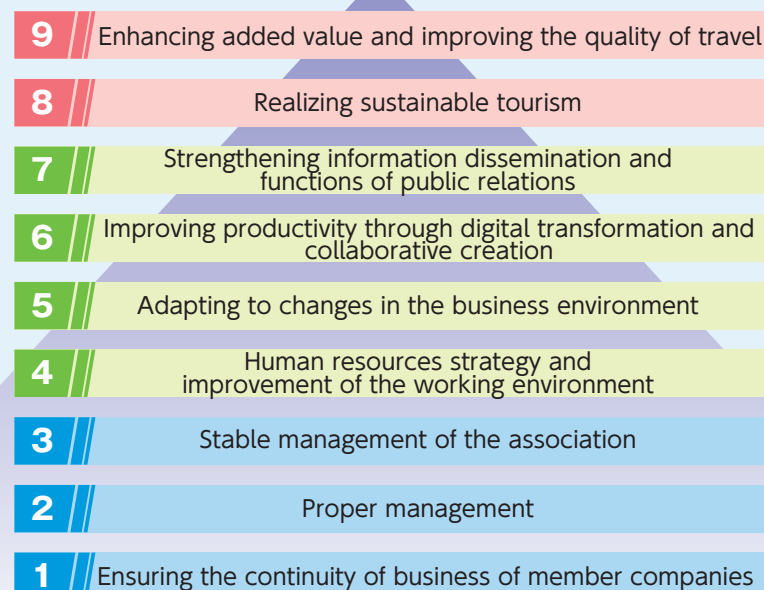 9 Enhancing added value and improving the quality of travel
8 Realizing sustainable tourism
7 Strengthening information dissemination and
functions of public relations
6 Improving productivity through digital transformation and
collaborative creation
5 Adapting to changes in the business environment
4 Human resources strategy and
improvement of the working environment
3 Stable management of the association
2 Proper management
1 Ensuring the continuity of business of member companies